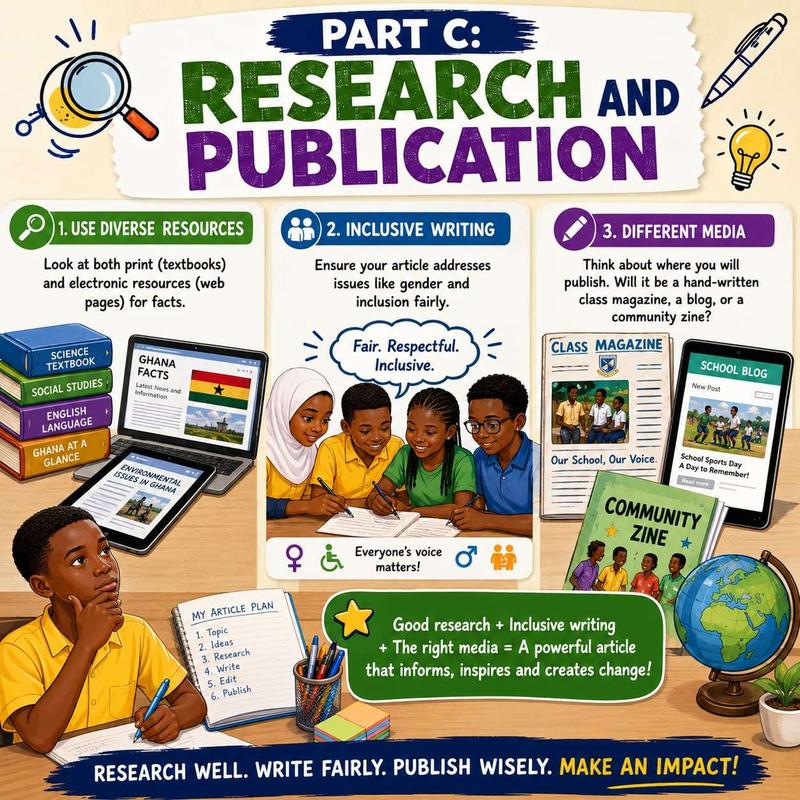 PART C:
RESEARCH AND
PUBLICATION
1. USE DIVERSE RESOURCES
Look at both print (textbooks)
and electronic resources (web
pages) for facts.
SCIENCE
TEXTBOOK
SOCIAL STUDIES
ENGLISH
LANGUAGE
GHANA AT A
GLANCE
GHANA
FACTS
Latest News and
Information
ENVIRONMENTAL
ISSUES IN GHANA
2. INCLUSIVE WRITING
Ensure your article addresses
issues like gender and
inclusion fairly.
Fair. Respectful.
Inclusive.
Everyone's voice
matters!
3. DIFFERENT MEDIA
Think about where you will
publish. Will it be a hand-written
class magazine, a blog, or a
community zine?
CLASS MAGAZINE
Our School, Our Voice.
SCHOOL BLOG
New Post
School Sports Day
A Day to Remember!
Read more
COMMUNITY
ZINE
MY ARTICLE PLAN
1. Topic
2. Ideas
3. Research
4. Write
5. Edit
6. Publish
Good research + Inclusive writing
+ The right media = A powerful article
that informs, inspires and creates change!
RESEARCH WELL. WRITE FAIRLY. PUBLISH WISELY. MAKE AN IMPACT!